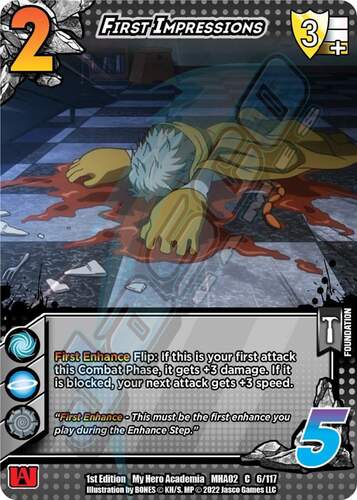 2
FIRST IMPRESSIONS
3
+
FOUNDATION
First Enhance Flip: If this is your first attack
this Combat Phase, it gets +3 damage. If it
is blocked, your next attack gets +3 speed.
"First Enhance - This must be the first enhance you
play during the Enhance Step."
5
1st Edition My Hero Academia MHA02 C 6/117
Illustration by BONES © KH/S. MP © 2022 Jasco Games LLC